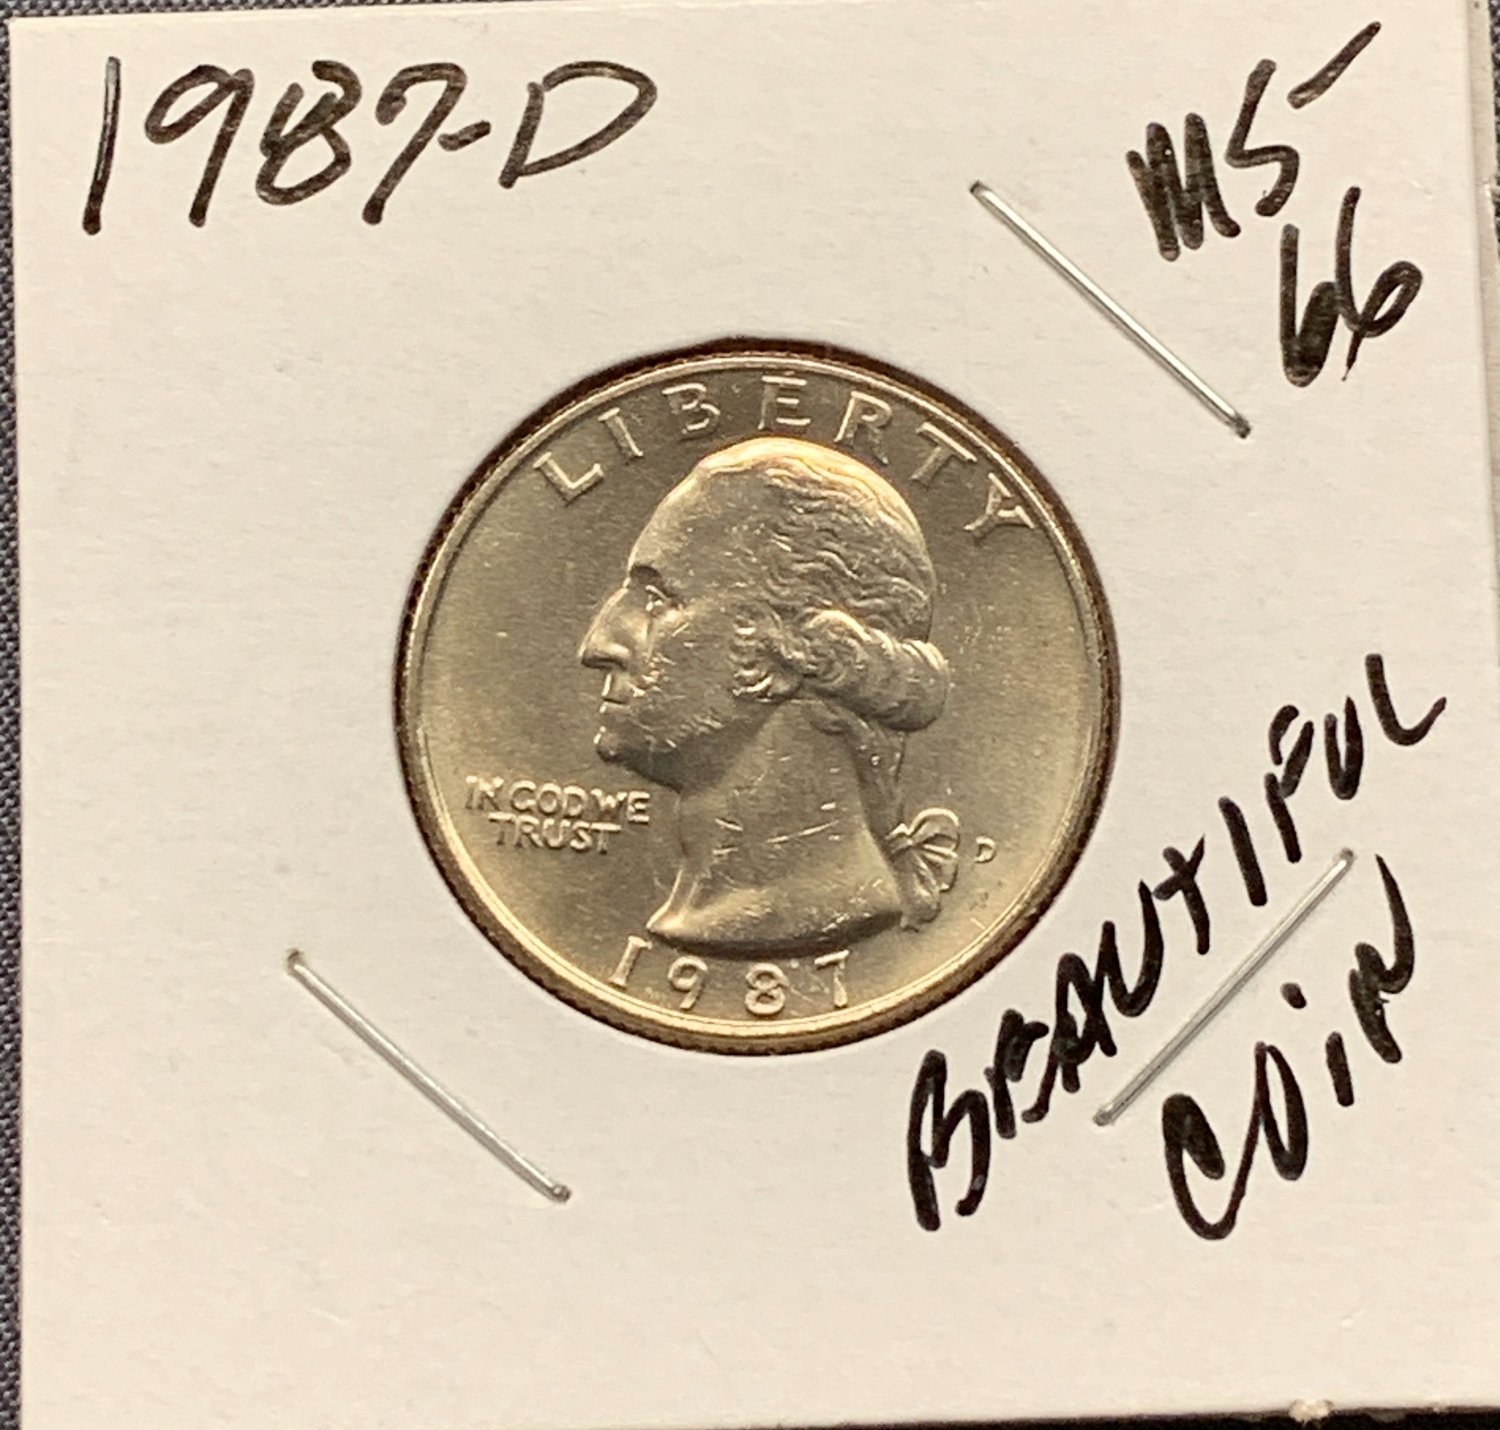 1987-D
MS-
66
LIBERTY
IN GOD WE
TRUST
D
1987
BEAUTIFUL
COiN